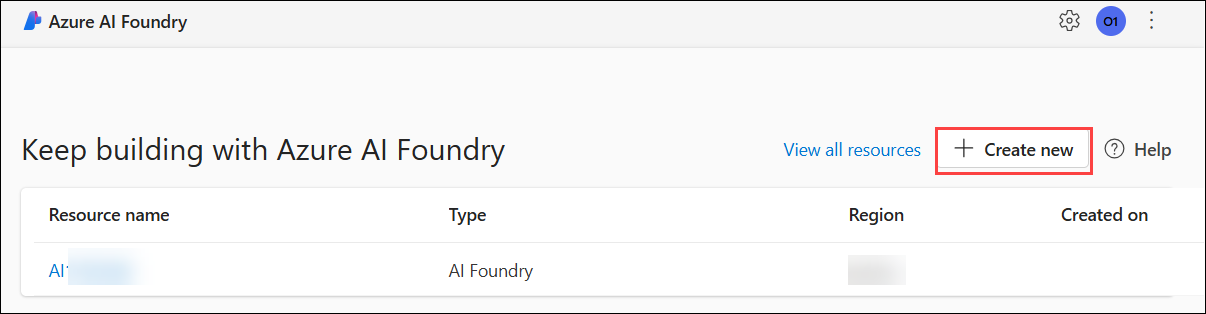 Azure AI Foundry
O1
Keep building with Azure AI Foundry
View all resources
Create new
Help
Resource name Type Region Created on
AI Foundry